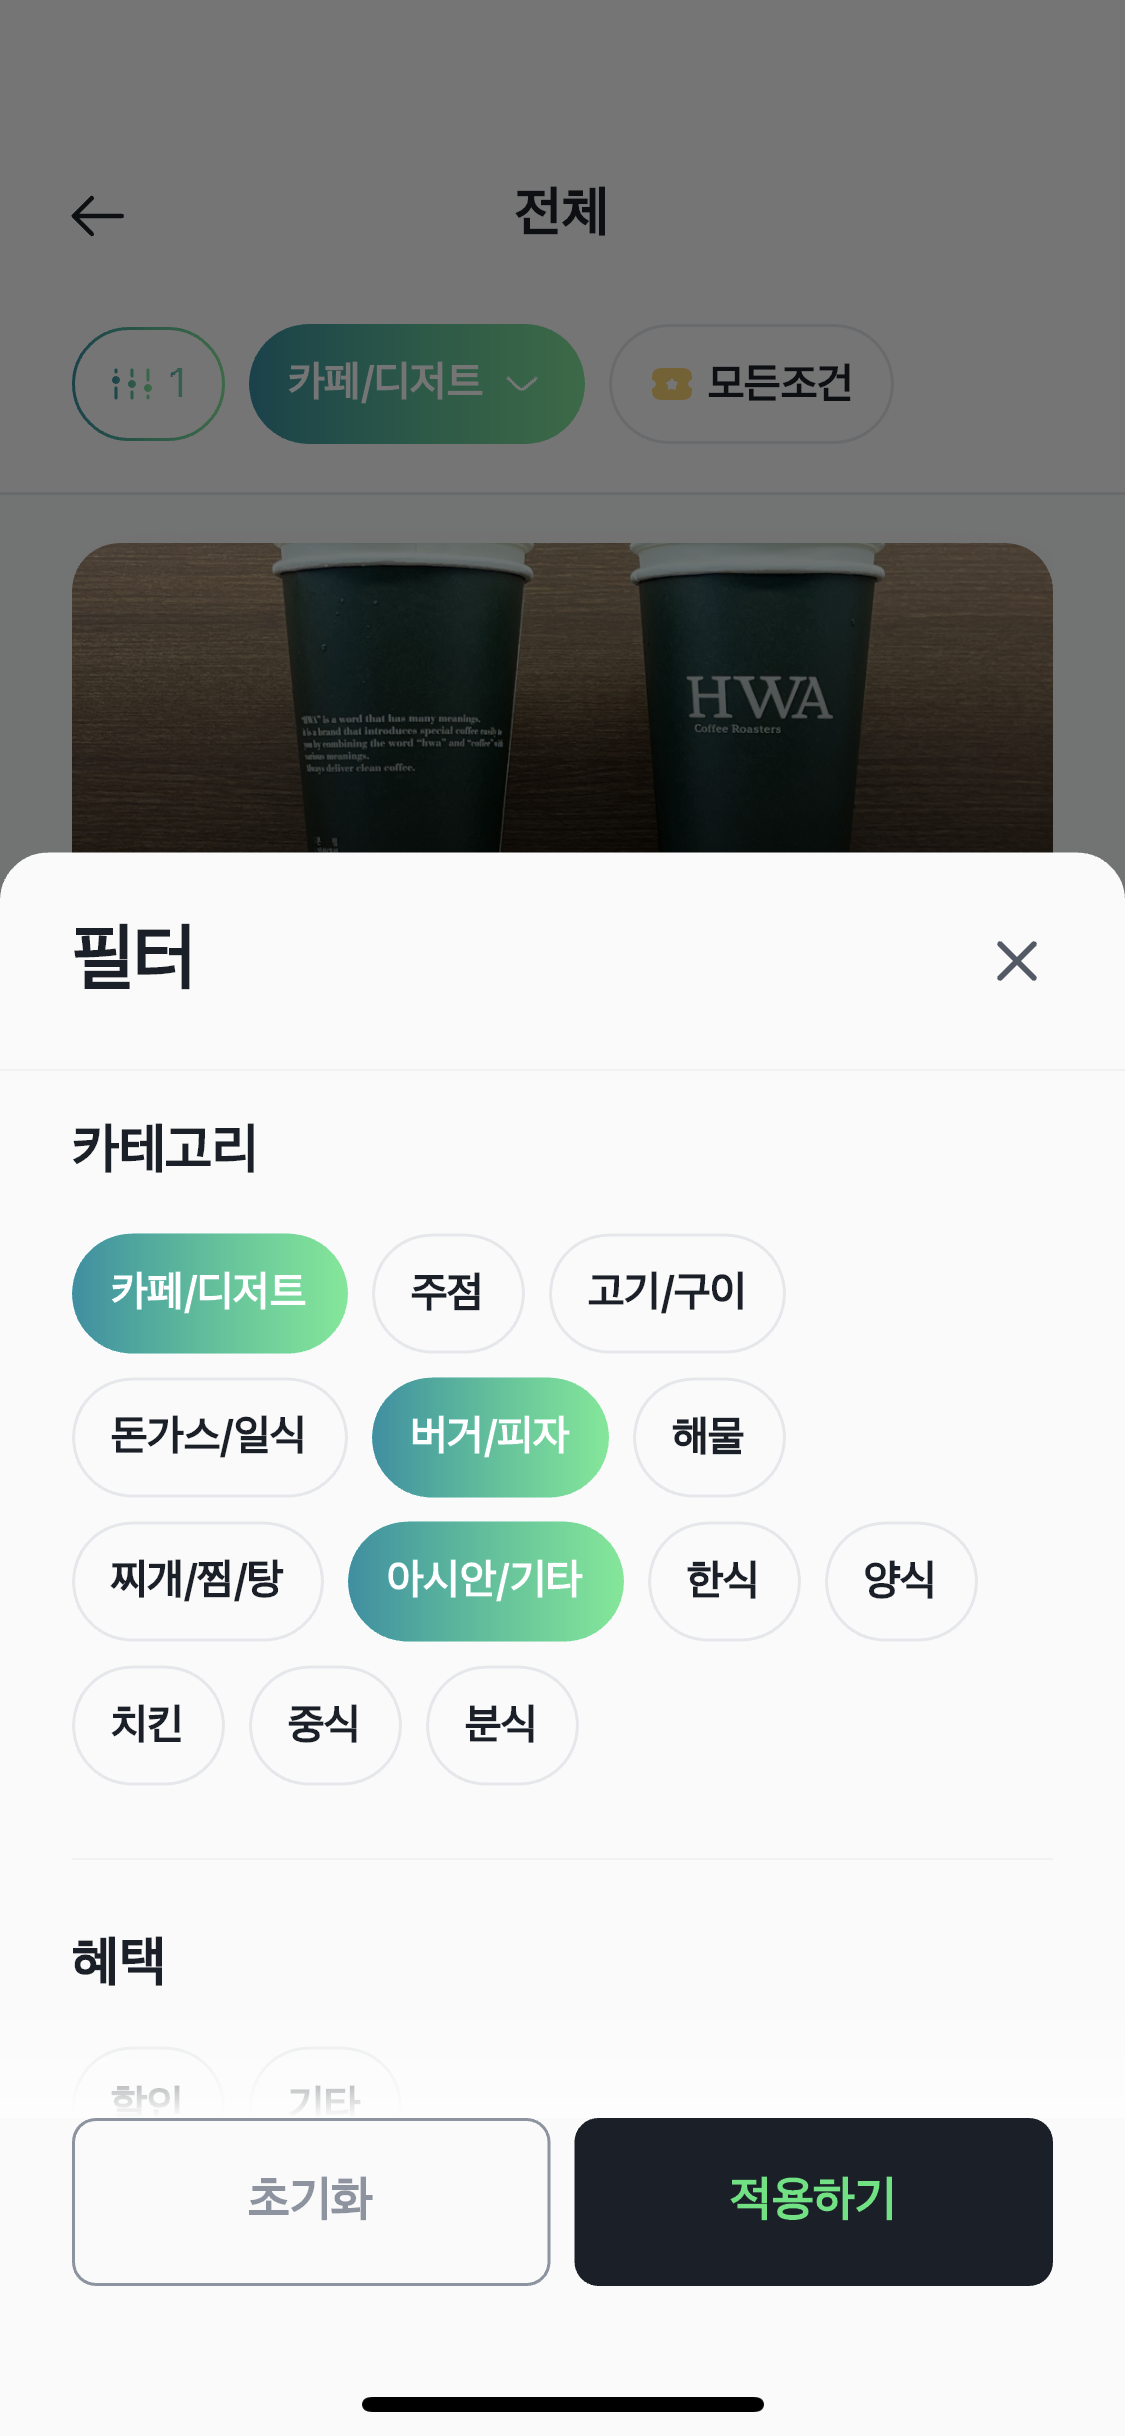 전체
1
카페/디저트
모든조건
"HWA" is a word that has many meanings.
it is a brand that introduces special coffee easily to
you by combining the word "hwa" and "coffee" with
various meanings.
Always deliver clean coffee.
HWA
Coffee Roasters
필터
카테고리
카페/디저트 주점 고기/구이
돈가스/일식 버거/피자 해물
찌개/찜/탕 아시안/기타 한식 양식
치킨 중식 분식
혜택
할인 기타
초기화 적용하기